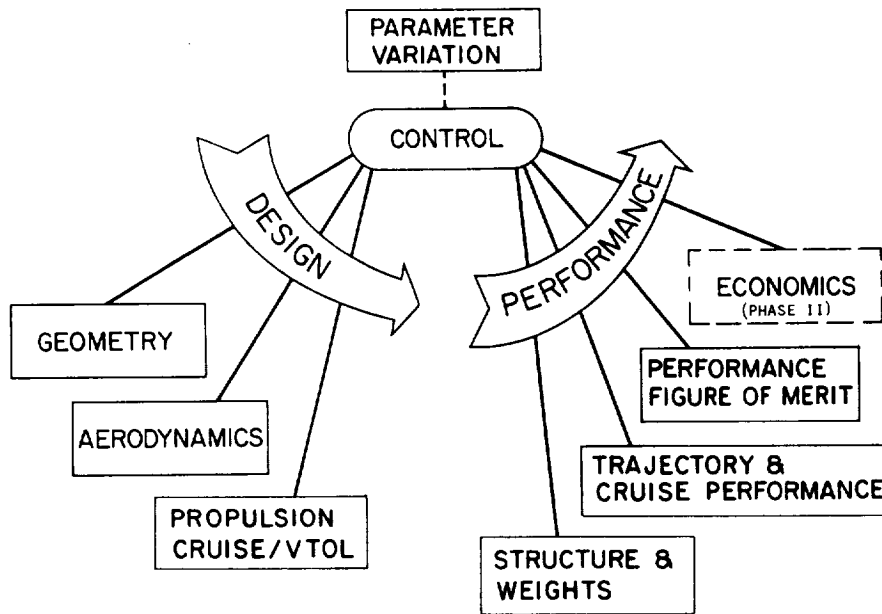 PARAMETER
VARIATION
CONTROL
DESIGN
PERFORMANCE
GEOMETRY
AERODYNAMICS
PROPULSION
CRUISE/VTOL
STRUCTURE &
WEIGHTS
TRAJECTORY &
CRUISE PERFORMANCE
PERFORMANCE
FIGURE OF MERIT
ECONOMICS
(PHASE II)